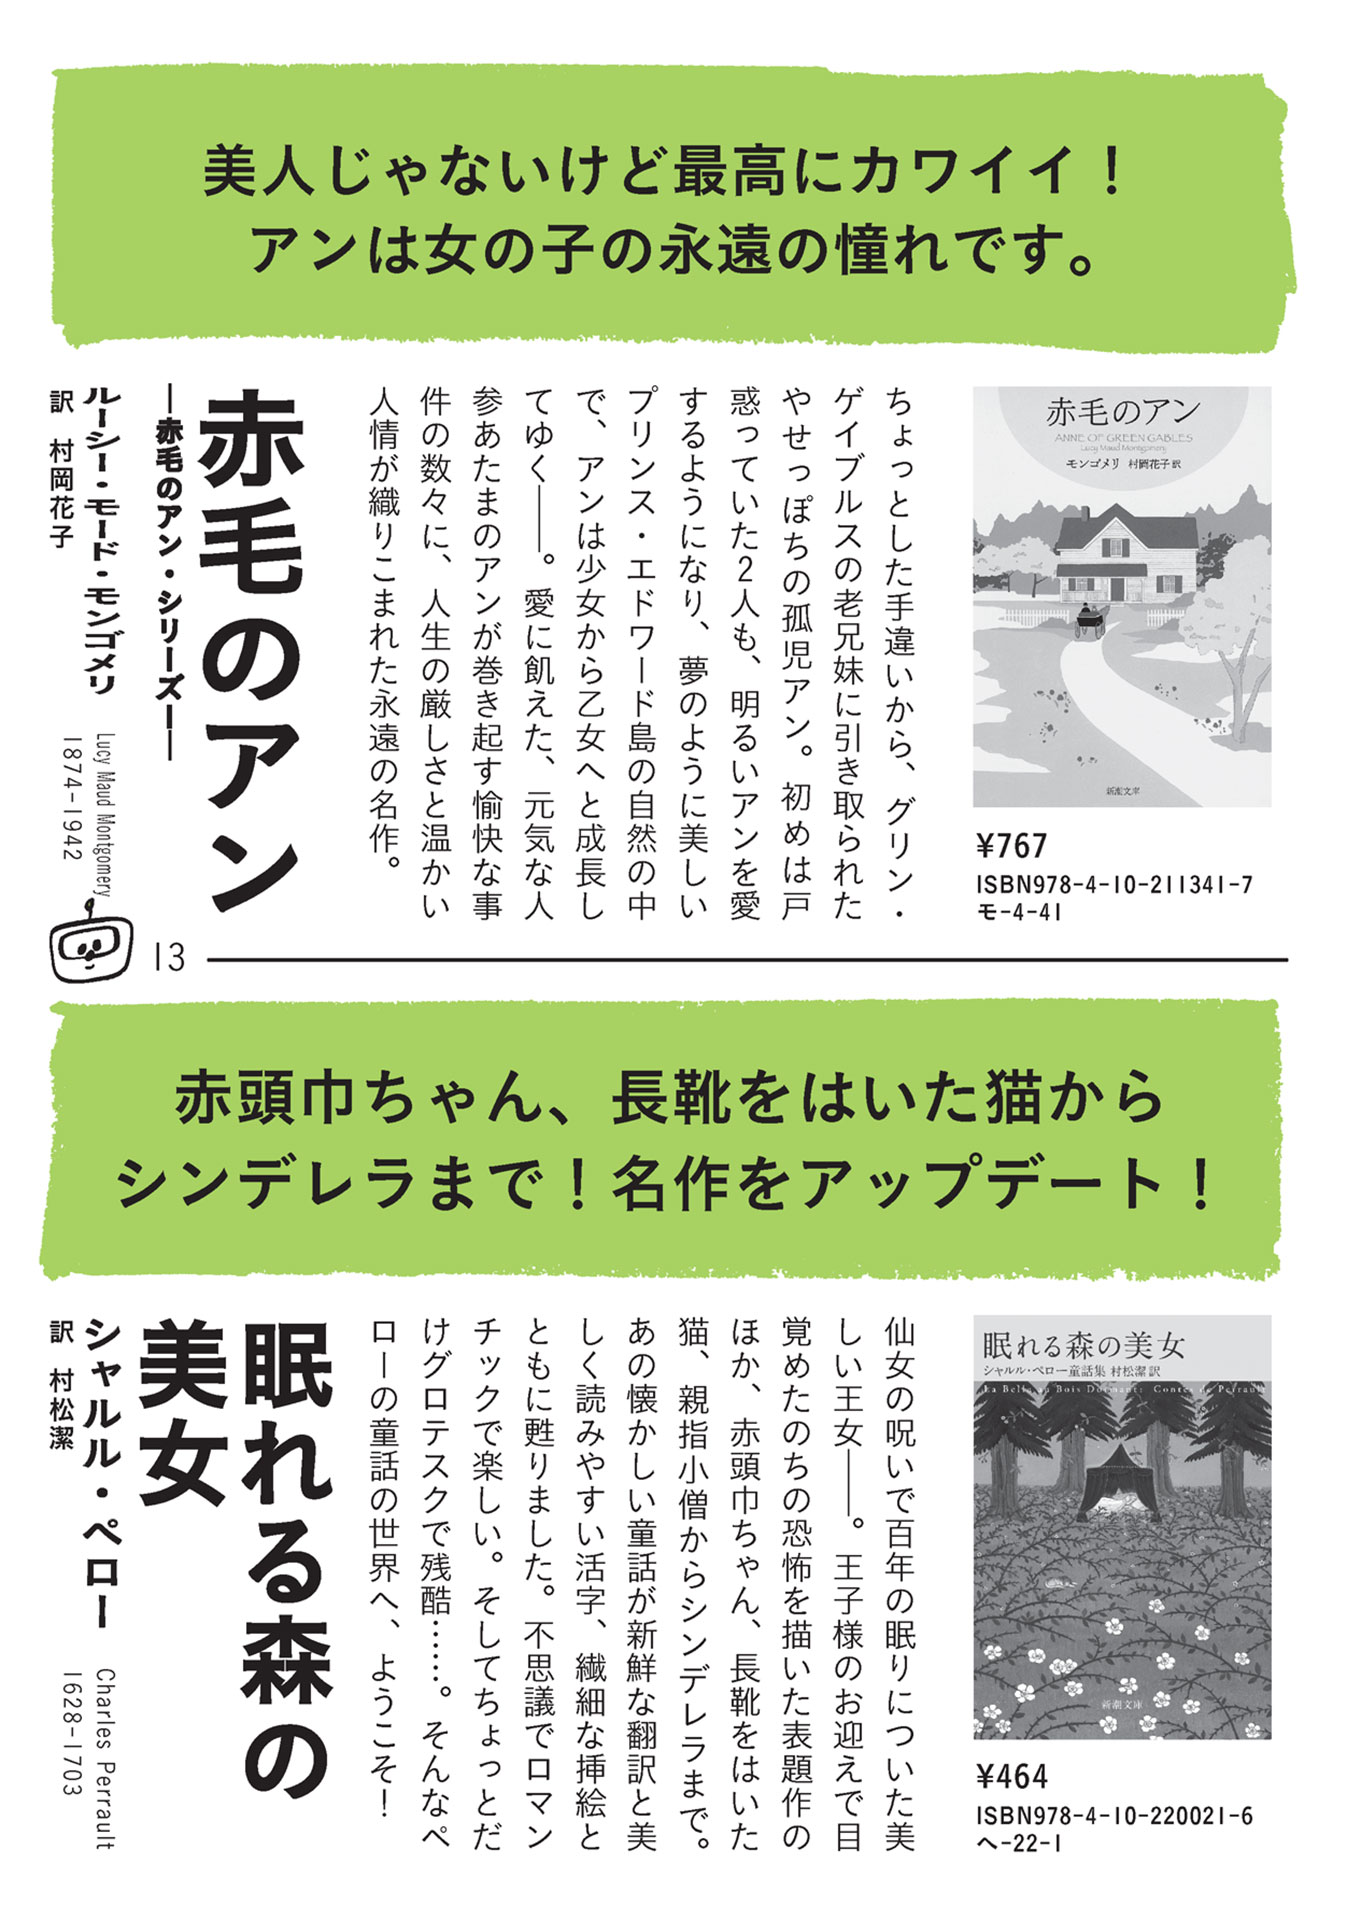 美人じゃないけど最高にカワイイ！
アンは女の子の永遠の憧れです。
赤毛のアン
ANNE OF GREEN GABLES
Lucy Maud Montgomery
モンゴメリ 村岡花子 訳
新潮文庫
¥767
ISBN978-4-10-211341-7
モ-4-41
ちょっとした手違いから、グリン・
ゲイブルスの老兄妹に引き取られた
やせっぽちの孤児アン。初めは戸
惑っていた2人も、明るいアンを愛
するようになり、夢のように美しい
プリンス・エドワード島の自然の中
で、アンは少女から乙女へと成長し
てゆく――。愛に飢えた、元気な人
参あたまのアンが巻き起す愉快な事
件の数々に、人生の厳しさと温かい
人情が織りこまれた永遠の名作。
赤毛のアン
―赤毛のアン・シリーズ1―
ルーシー・モード・モンゴメリ
Lucy Maud Montgomery
1874-1942
訳 村岡花子
13
赤頭巾ちゃん、長靴をはいた猫から
シンデレラまで！名作をアップデート！
眠れる森の美女
シャルル・ペロー童話集 村松潔 訳
La Belle au Bois Dormant: Contes de Perrault
新潮文庫
¥464
ISBN978-4-10-220021-6
ヘ-22-1
仙女の呪いで百年の眠りについた美
しい王女――。王子様のお迎えで目
覚めたのちの恐怖を描いた表題作の
ほか、赤頭巾ちゃん、長靴をはいた
猫、親指小僧からシンデレラまで。
あの懐かしい童話が新鮮な翻訳と美
しく読みやすい活字、繊細な挿絵と
ともに甦りました。不思議でロマン
チックで楽しい。そしてちょっとだ
けグロテスクで残酷……。そんなペ
ローの童話の世界へ、ようこそ！
眠れる森の
美女
シャルル・ペロー
Charles Perrault
1628-1703
訳 村松潔